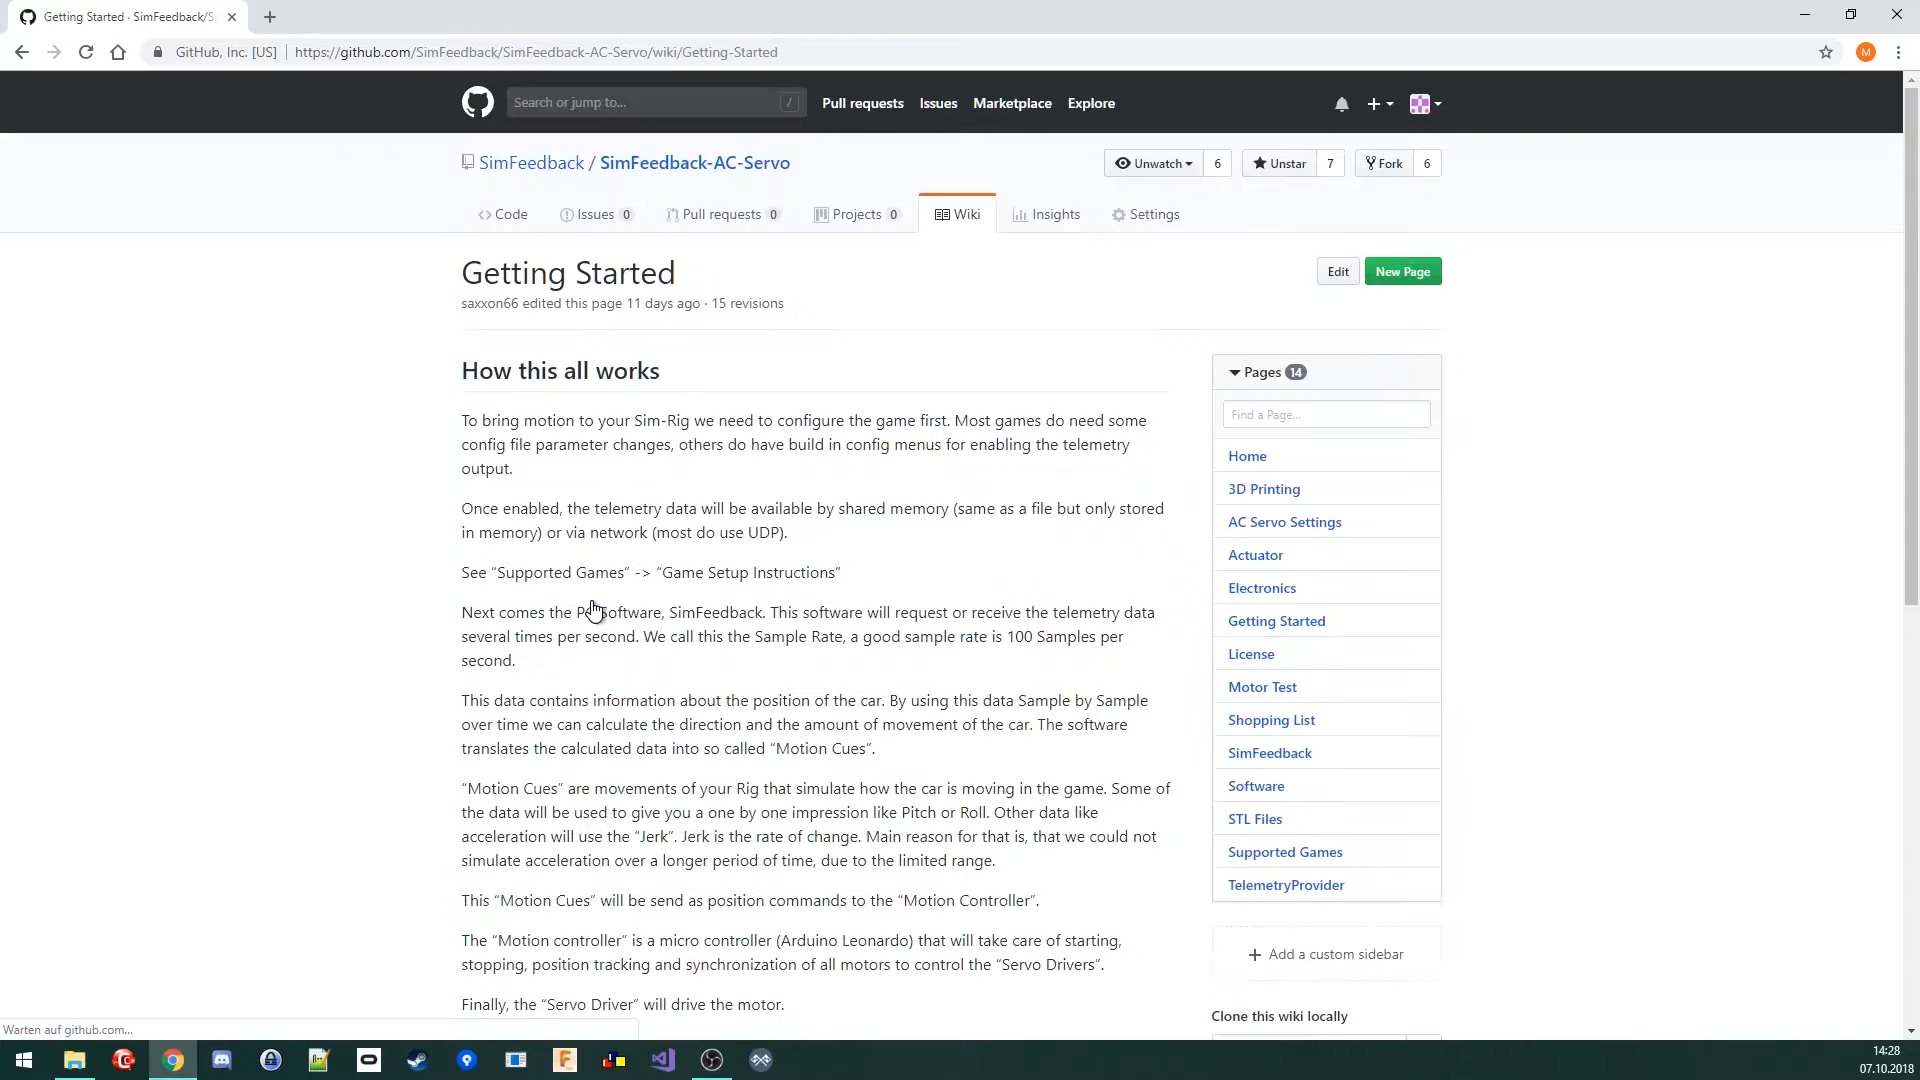 Getting Started · SimFeedback/S
GitHub, Inc. [US]
https://github.com/SimFeedback/SimFeedback-AC-Servo/wiki/Getting-Started
M
Search or jump to...
/
Pull requests
Issues
Marketplace
Explore
SimFeedback / SimFeedback-AC-Servo
Unwatch
6
Unstar
7
Fork
6
Code
Issues 0
Pull requests 0
Projects 0
Wiki
Insights
Settings
Getting Started
Edit
New Page
saxxon66 edited this page 11 days ago · 15 revisions
How this all works
To bring motion to your Sim-Rig we need to configure the game first. Most games do need some
config file parameter changes, others do have build in config menus for enabling the telemetry
output.
Once enabled, the telemetry data will be available by shared memory (same as a file but only stored
in memory) or via network (most do use UDP).
See “Supported Games” -> “Game Setup Instructions”
Next comes the Software, SimFeedback. This software will request or receive the telemetry data
several times per second. We call this the Sample Rate, a good sample rate is 100 Samples per
second.
This data contains information about the position of the car. By using this data Sample by Sample
over time we can calculate the direction and the amount of movement of the car. The software
translates the calculated data into so called “Motion Cues”.
“Motion Cues” are movements of your Rig that simulate how the car is moving in the game. Some of
the data will be used to give you a one by one impression like Pitch or Roll. Other data like
acceleration will use the “Jerk”. Jerk is the rate of change. Main reason for that is, that we could not
simulate acceleration over a longer period of time, due to the limited range.
This “Motion Cues” will be send as position commands to the “Motion Controller”.
The “Motion controller” is a micro controller (Arduino Leonardo) that will take care of starting,
stopping, position tracking and synchronization of all motors to control the “Servo Drivers”.
Finally, the “Servo Driver” will drive the motor.
Pages 14
Find a Page...
Home
3D Printing
AC Servo Settings
Actuator
Electronics
Getting Started
License
Motor Test
Shopping List
SimFeedback
Software
STL Files
Supported Games
TelemetryProvider
Add a custom sidebar
Clone this wiki locally
Warten auf github.com...
14:28
07.10.2018